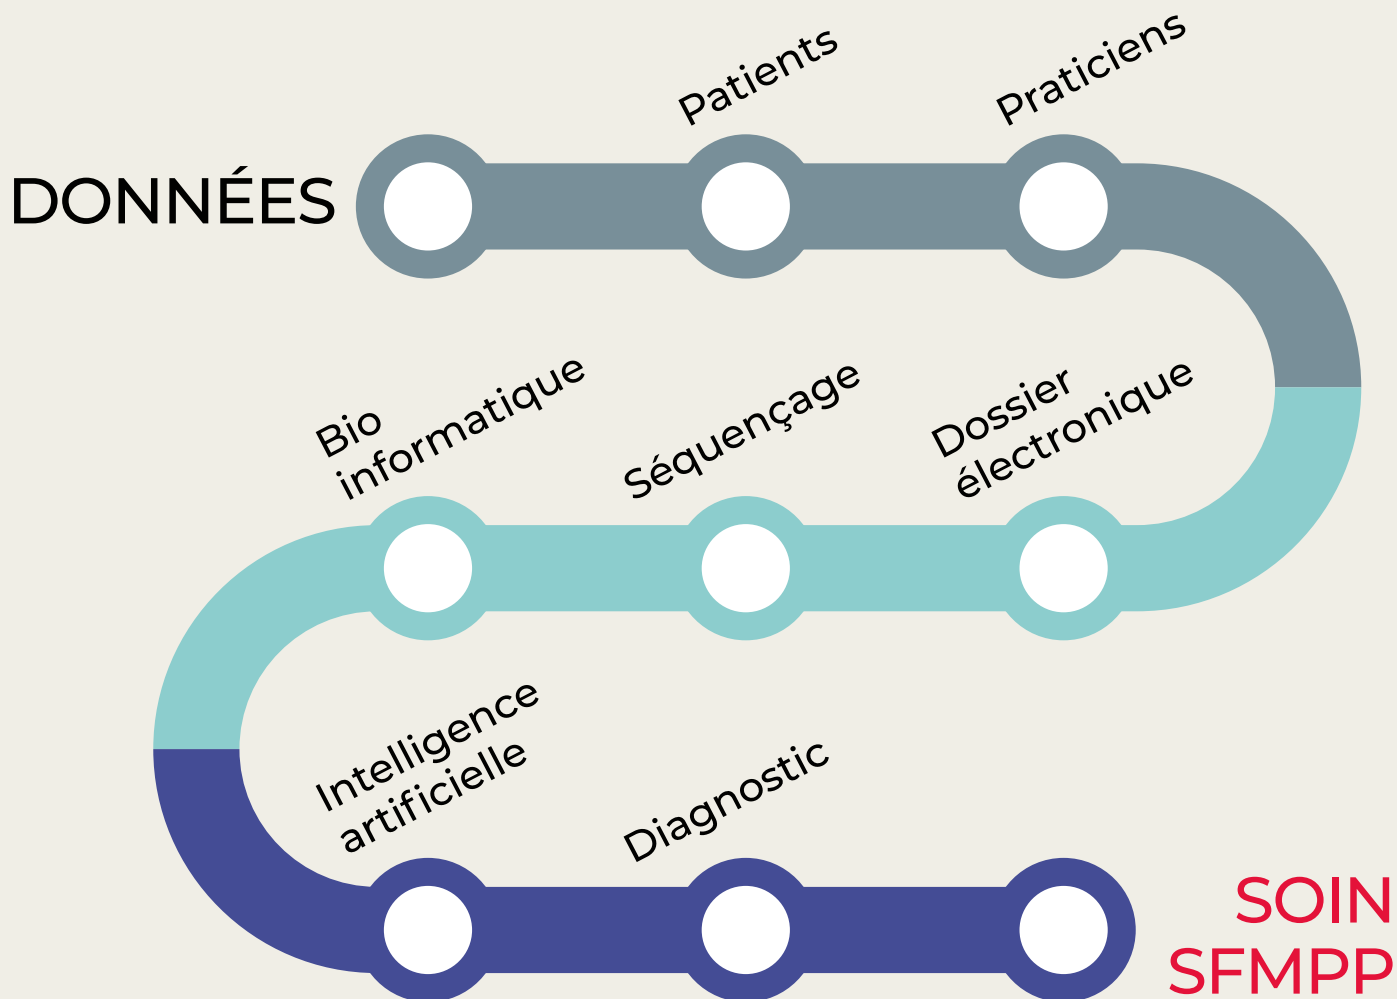 DONNÉES
Patients
Praticiens
Dossier
électronique
Séquençage
Bio
informatique
Intelligence
artificielle
Diagnostic
SOIN
SFMPP